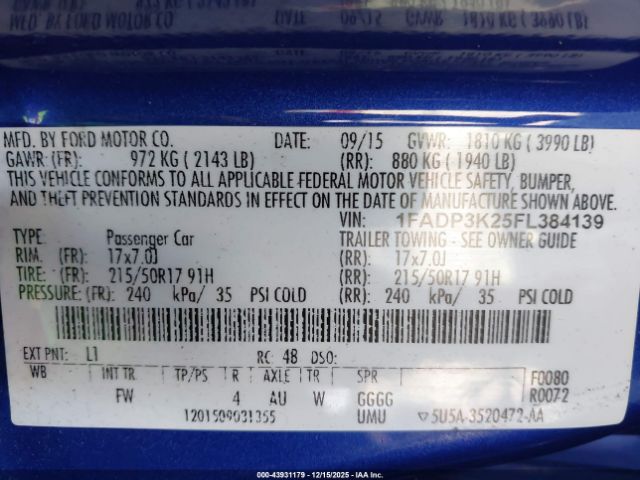 MFD. BY FORD MOTOR CO. DATE: 09/15 GVWR: 1810 KG ( 3990 LB)
GAWR (FR): 972 KG ( 2143 LB) (RR): 880 KG ( 1940 LB)
THIS VEHICLE CONFORMS TO ALL APPLICABLE FEDERAL MOTOR VEHICLE SAFETY, BUMPER,
AND THEFT PREVENTION STANDARDS IN EFFECT ON THE DATE OF MANUFACTURE SHOWN ABOVE.
VIN: 1FADP3K25FL384139
TYPE: Passenger Car TRAILER TOWING - SEE OWNER GUIDE
RIM: (FR): 17x7.0J (RR): 17x7.0J
TIRE: (FR): 215/50R17 91H (RR): 215/50R17 91H
PRESSURE: (FR): 240 kPa/ 35 PSI COLD (RR): 240 kPa/ 35 PSI COLD
EXT PNT: L1 RC: 48 DSO:
WB INT TR TP/PS R AXLE TR SPR F0080
FW 4 AU W GGGG R0072
1201509031355 UMU 5U5A-3520472-AA
000-43931179 - 12/15/2025 - IAA Inc.